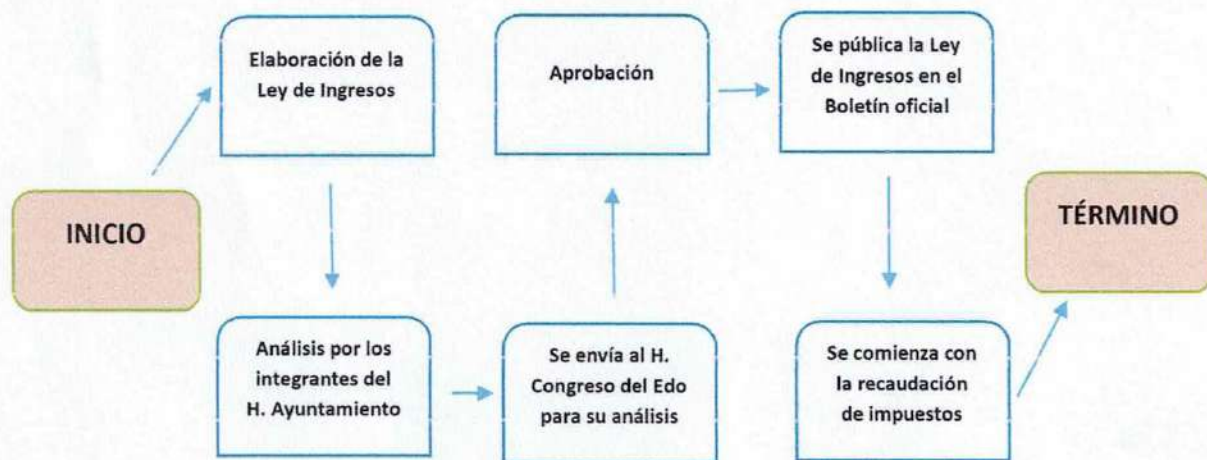 INICIO
Elaboración de la
Ley de Ingresos
Análisis por los
integrantes del
H. Ayuntamiento
Se envía al H.
Congreso del Edo
para su análisis
Aprobación
Se pública la Ley
de Ingresos en el
Boletín oficial
Se comienza con
la recaudación
de impuestos
TÉRMINO